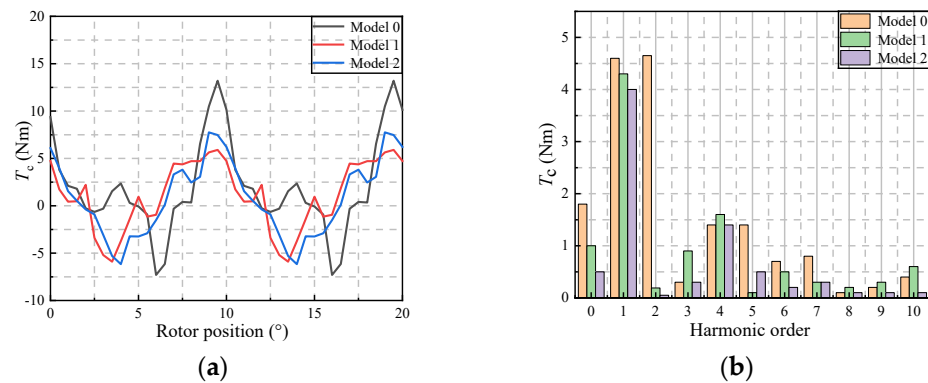 20
15
10
5
0
-5
-10
Tc (Nm)
0
5
10
15
20
Rotor position (°)
Model 0
Model 1
Model 2
(a)
5
4
3
2
1
0
Tc (Nm)
0 1 2 3 4 5 6 7 8 9 10
Harmonic order
Model 0
Model 1
Model 2
(b)